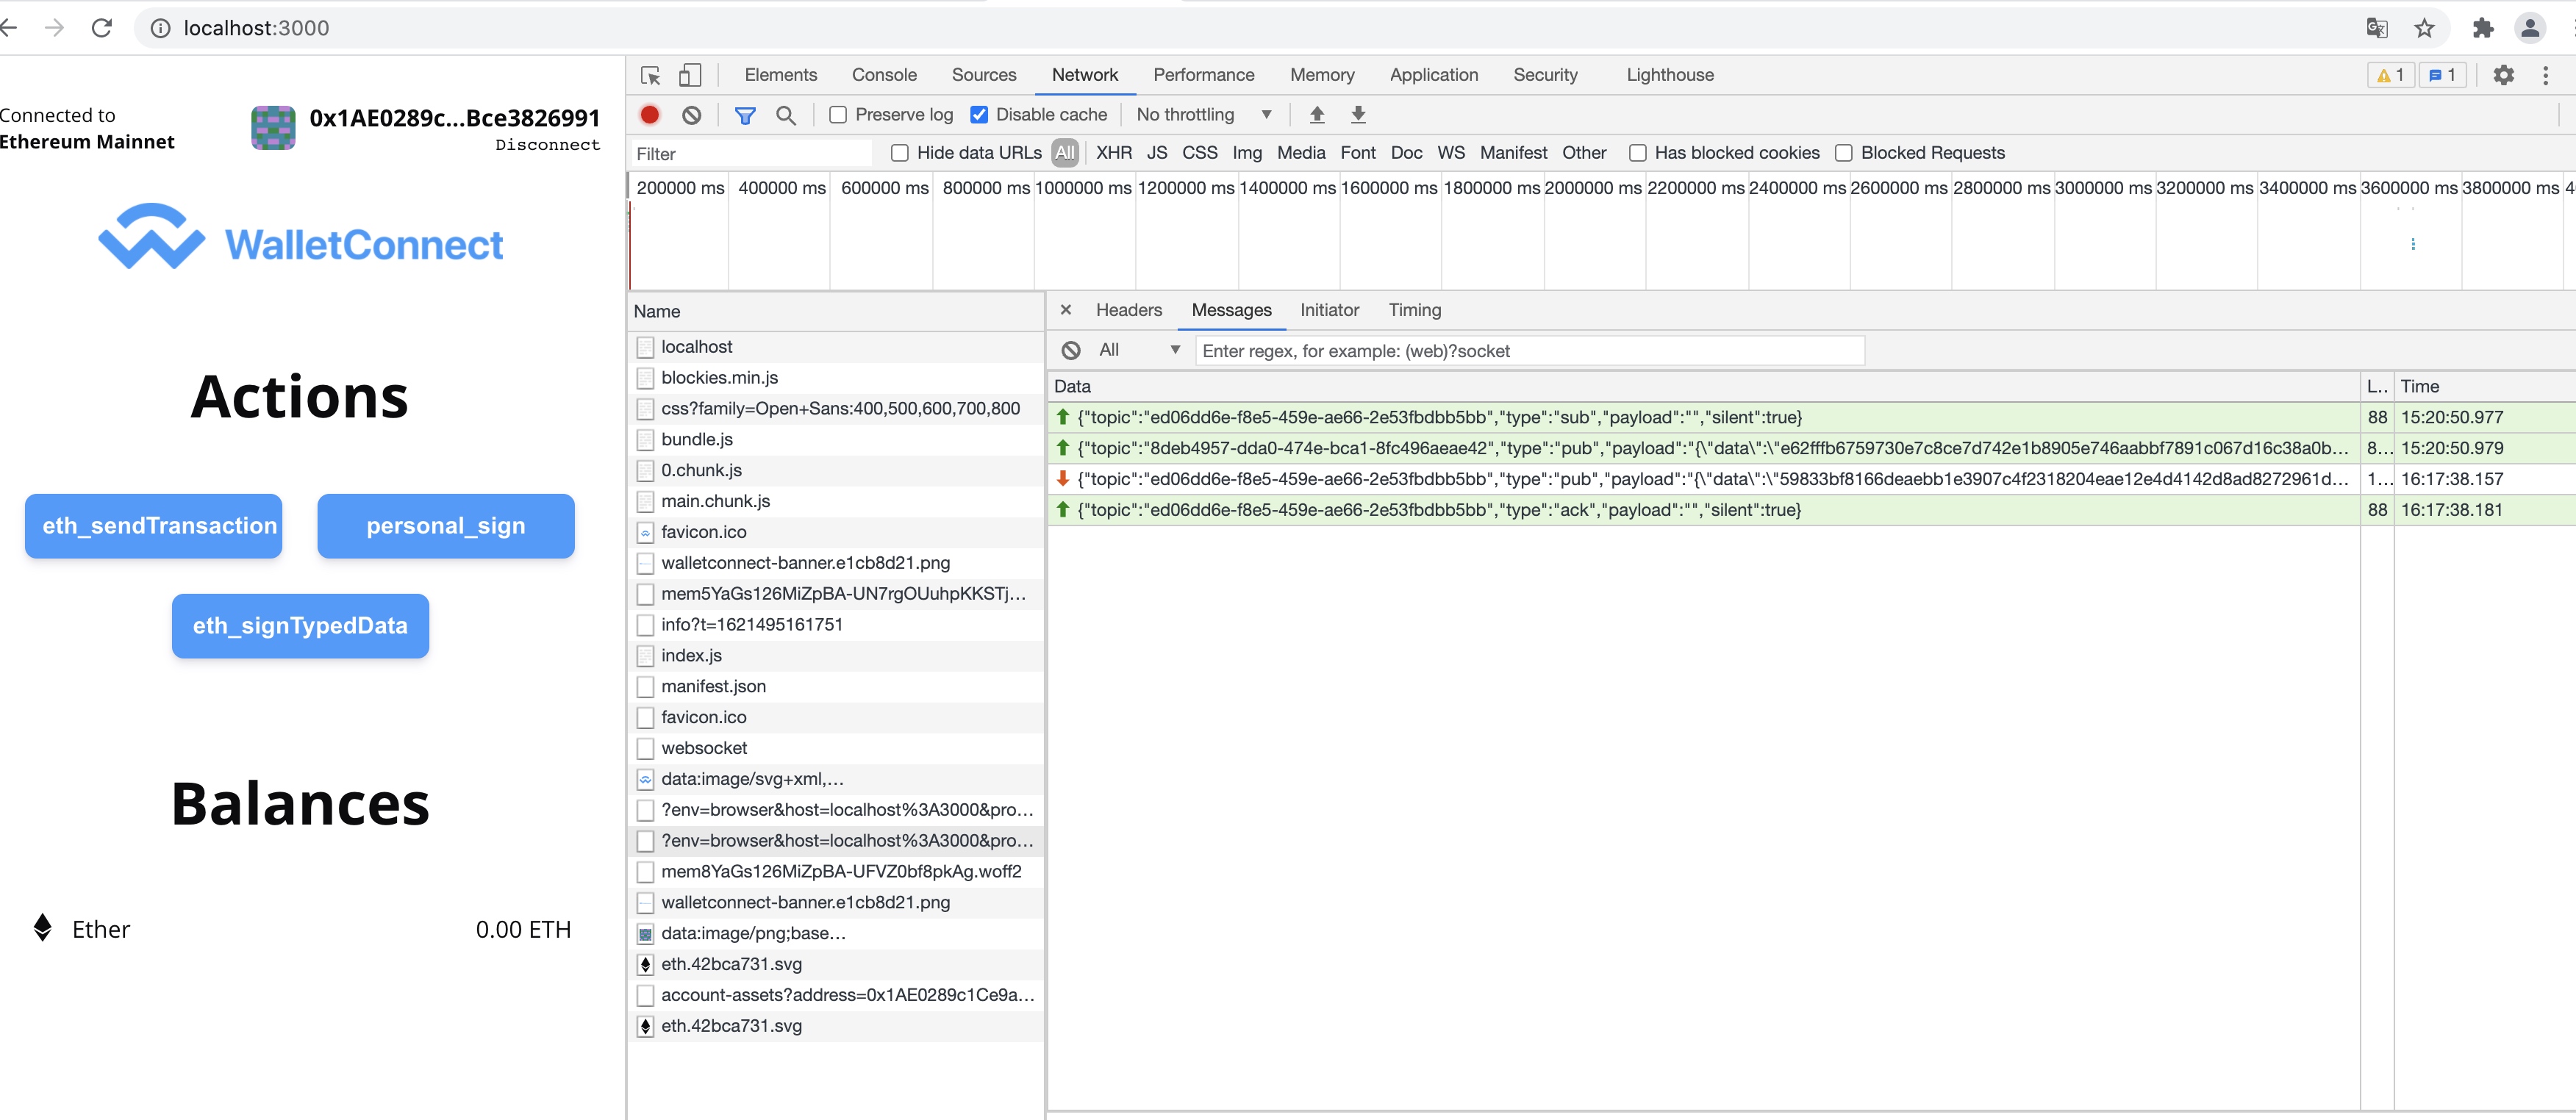 localhost:3000
Connected to
Ethereum Mainnet
0x1AE0289c...Bce3826991
Disconnect
WalletConnect
Actions
eth_sendTransaction
personal_sign
eth_signTypedData
Balances
Ether
0.00 ETH
Elements Console Sources Network Performance Memory Application Security Lighthouse 1 1
Preserve log Disable cache No throttling
Filter Hide data URLs All XHR JS CSS Img Media Font Doc WS Manifest Other Has blocked cookies Blocked Requests
200000 ms 400000 ms 600000 ms 800000 ms 1000000 ms 1200000 ms 1400000 ms 1600000 ms 1800000 ms 2000000 ms 2200000 ms 2400000 ms 2600000 ms 2800000 ms 3000000 ms 3200000 ms 3400000 ms 3600000 ms 3800000 ms 4
Name
localhost
blockies.min.js
css?family=Open+Sans:400,500,600,700,800
bundle.js
0.chunk.js
main.chunk.js
favicon.ico
walletconnect-banner.e1cb8d21.png
mem5YaGs126MiZpBA-UN7rgOUuhpKKSTj...
info?t=1621495161751
index.js
manifest.json
favicon.ico
websocket
data:image/svg+xml,...
?env=browser&host=localhost%3A3000&pro...
?env=browser&host=localhost%3A3000&pro...
mem8YaGs126MiZpBA-UFVZ0bf8pkAg.woff2
walletconnect-banner.e1cb8d21.png
data:image/png;base...
eth.42bca731.svg
account-assets?address=0x1AE0289c1Ce9a...
eth.42bca731.svg
Headers Messages Initiator Timing
All Enter regex, for example: (web)?socket
Data L.. Time
{"topic":"ed06dd6e-f8e5-459e-ae66-2e53fbdbb5bb","type":"sub","payload":"","silent":true} 88 15:20:50.977
{"topic":"8deb4957-dda0-474e-bca1-8fc496aeae42","type":"pub","payload":"{\"data\":\"e62fffb6759730e7c8ce7d742e1b8905e746aabbf7891c067d16c38a0b... 8... 15:20:50.979
{"topic":"ed06dd6e-f8e5-459e-ae66-2e53fbdbb5bb","type":"pub","payload":"{\"data\":\"59833bf8166deaebb1e3907c4f2318204eae12e4d4142d8ad8272961d... 1... 16:17:38.157
{"topic":"ed06dd6e-f8e5-459e-ae66-2e53fbdbb5bb","type":"ack","payload":"","silent":true} 88 16:17:38.181